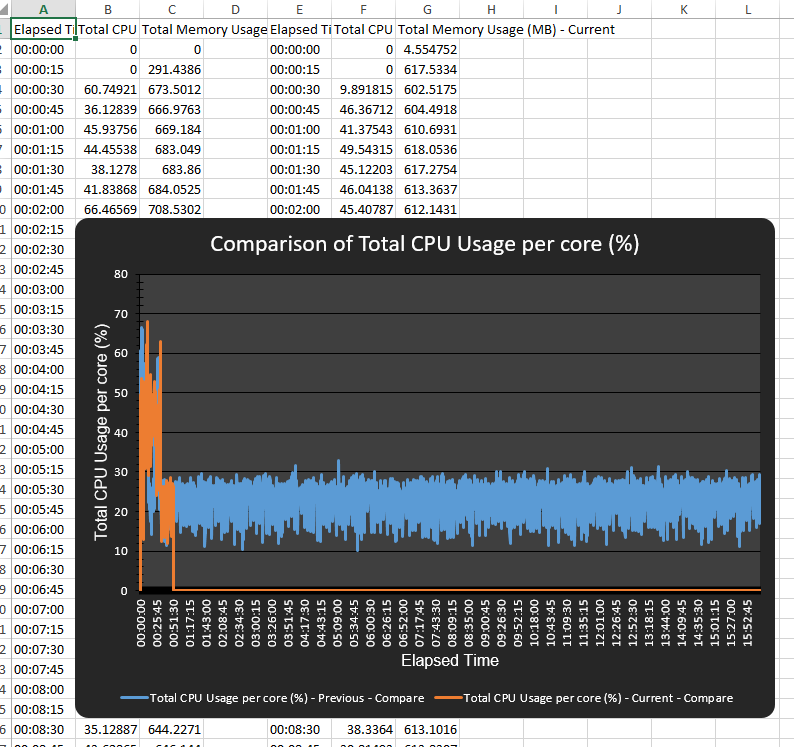 A B C D E F G H I J K L
Elapsed Ti Total CPU Total Memory Usage Elapsed Ti Total CPU Total Memory Usage (MB) - Current
00:00:00 0 0 00:00:00 0 4.554752
00:00:15 0 291.4386 00:00:15 0 617.5334
00:00:30 60.74921 673.5012 00:00:30 9.891815 602.5175
00:00:45 36.12839 666.9763 00:00:45 46.36712 604.4918
00:01:00 45.93756 669.184 00:01:00 41.37543 610.6931
00:01:15 44.45538 683.049 00:01:15 49.54315 618.0536
00:01:30 38.1278 683.86 00:01:30 45.12203 617.2754
00:01:45 41.83868 684.0525 00:01:45 46.04138 613.3637
00:02:00 66.46569 708.5302 00:02:00 45.40787 612.1431
00:02:15
00:02:30
00:02:45
00:03:00
00:03:15
00:03:30
00:03:45
00:04:00
00:04:15
00:04:30
00:04:45
00:05:00
00:05:15
00:05:30
00:05:45
00:06:00
00:06:15
00:06:30
00:06:45
00:07:00
00:07:15
00:07:30
00:07:45
00:08:00
00:08:15
00:08:30 35.12887 644.2271 00:08:30 38.3364 613.1016
Comparison of Total CPU Usage per core (%)
Total CPU Usage per core (%)
80
70
60
50
40
30
20
10
0
00:00:00 00:25:45 00:51:30 01:17:15 01:43:00 02:08:45 02:34:30 03:00:15 03:26:00 03:51:45 04:17:30 04:43:15 05:09:00 05:34:45 06:00:30 06:26:15 06:52:00 07:17:45 07:43:30 08:09:15 08:35:00 09:00:45 09:26:30 09:52:15 10:18:00 10:43:45 11:09:30 11:35:15 12:01:00 12:26:45 12:52:30 13:18:15 13:44:00 14:09:45 14:35:30 15:01:15 15:27:00 15:52:45
Elapsed Time
Total CPU Usage per core (%) - Previous - Compare Total CPU Usage per core (%) - Current - Compare